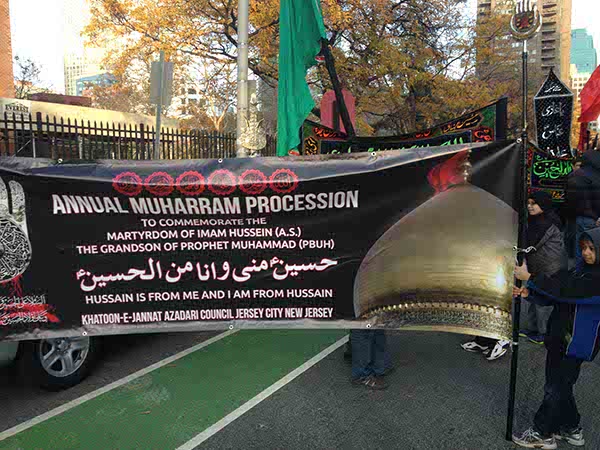 EVEREST
ANNUAL MUHARRAM PROCESSION
TO COMMEMORATE THE
MARTYRDOM OF IMAM HUSSEIN (A.S.)
THE GRANDSON OF PROPHET MUHAMMAD (PBUH)
حسینؑ منی وانا من الحسینؑ
HUSSAIN IS FROM ME AND I AM FROM HUSSAIN
KHATOON-E-JANNAT AZADARI COUNCIL JERSEY CITY NEW JERSEY